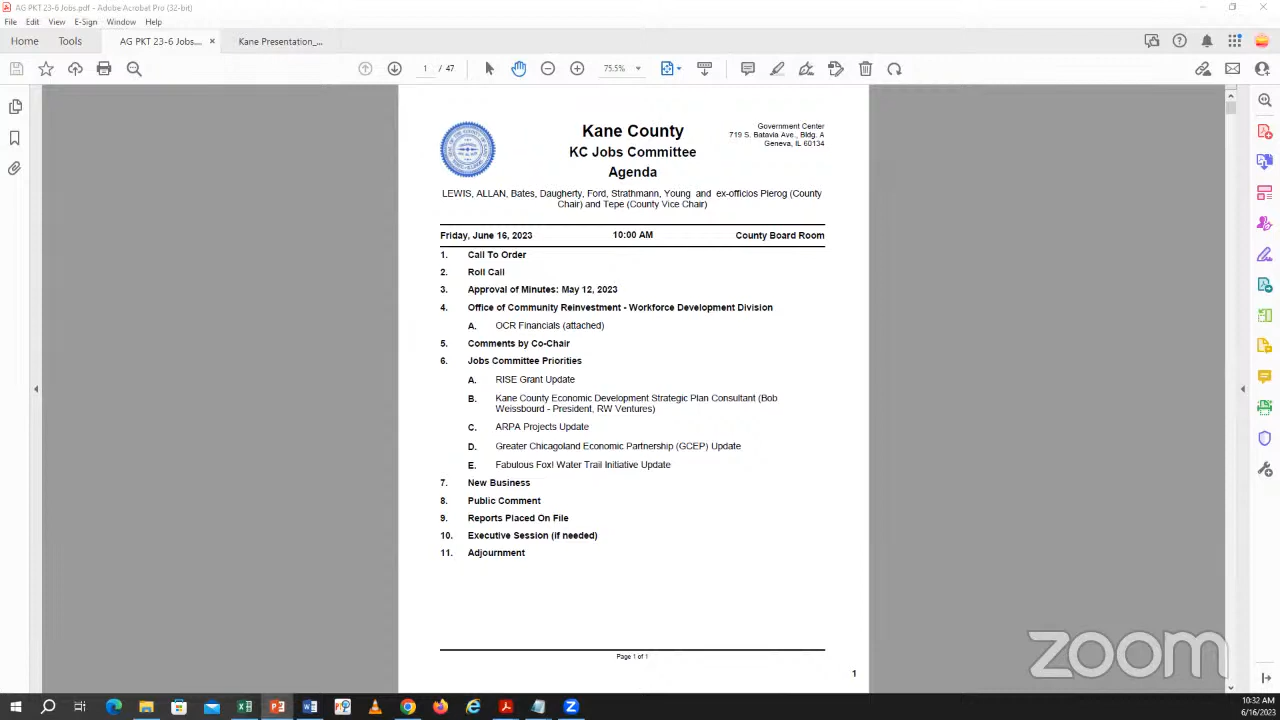 AG PKT 23-6 Jobs.pdf - Adobe Acrobat Pro (32-bit)
File Edit View E-Sign Window Help
Home Tools AG PKT 23-6 Jobs... × Kane Presentation_...
1 / 47 75.5%
Kane County
KC Jobs Committee
Agenda
Government Center
719 S. Batavia Ave., Bldg. A
Geneva, IL 60134
LEWIS, ALLAN, Bates, Daugherty, Ford, Strathmann, Young and ex-officios Pierog (County
Chair) and Tepe (County Vice Chair)
Friday, June 16, 2023 10:00 AM County Board Room
1. Call To Order
2. Roll Call
3. Approval of Minutes: May 12, 2023
4. Office of Community Reinvestment - Workforce Development Division
A. OCR Financials (attached)
5. Comments by Co-Chair
6. Jobs Committee Priorities
A. RISE Grant Update
B. Kane County Economic Development Strategic Plan Consultant (Bob
Weissbourd - President, RW Ventures)
C. ARPA Projects Update
D. Greater Chicagoland Economic Partnership (GCEP) Update
E. Fabulous Fox! Water Trail Initiative Update
7. New Business
8. Public Comment
9. Reports Placed On File
10. Executive Session (if needed)
11. Adjournment
Page 1 of 1
1
zoom
10:32 AM
6/16/2023